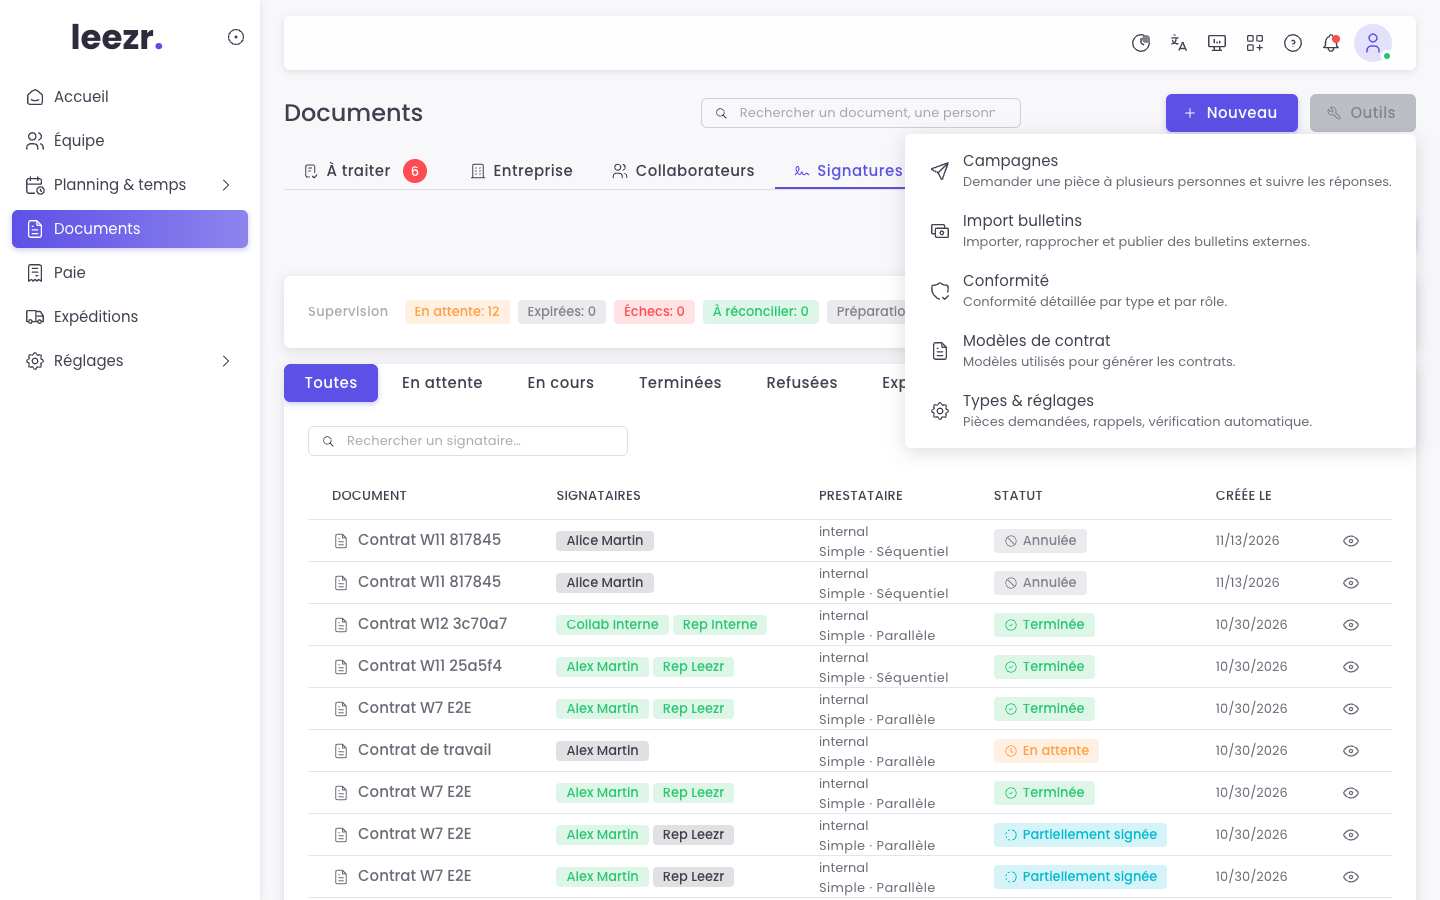 leezr.
Accueil
Équipe
Planning & temps
Documents
Paie
Expéditions
Réglages
Documents
Rechercher un document, une personr
Nouveau
Outils
À traiter 6
Entreprise
Collaborateurs
Signatures
Campagnes
Demander une pièce à plusieurs personnes et suivre les réponses.
Import bulletins
Importer, rapprocher et publier des bulletins externes.
Conformité
Conformité détaillée par type et par rôle.
Modèles de contrat
Modèles utilisés pour générer les contrats.
Types & réglages
Pièces demandées, rappels, vérification automatique.
Supervision En attente: 12 Expirées: 0 Échecs: 0 À réconcilier: 0 Préparatio
Toutes En attente En cours Terminées Refusées Exp
Rechercher un signataire...
DOCUMENT SIGNATAIRES PRESTATAIRE STATUT CRÉÉE LE
Contrat W11 817845 Alice Martin internal Simple · Séquentiel Annulée 11/13/2026
Contrat W11 817845 Alice Martin internal Simple · Séquentiel Annulée 11/13/2026
Contrat W12 3c70a7 Collab Interne Rep Interne internal Simple · Parallèle Terminée 10/30/2026
Contrat W11 25a5f4 Alex Martin Rep Leezr internal Simple · Séquentiel Terminée 10/30/2026
Contrat W7 E2E Alex Martin Rep Leezr internal Simple · Parallèle Terminée 10/30/2026
Contrat de travail Alex Martin internal Simple · Parallèle En attente 10/30/2026
Contrat W7 E2E Alex Martin Rep Leezr internal Simple · Parallèle Terminée 10/30/2026
Contrat W7 E2E Alex Martin Rep Leezr internal Simple · Parallèle Partiellement signée 10/30/2026
Contrat W7 E2E Alex Martin Rep Leezr internal Simple · Parallèle Partiellement signée 10/30/2026